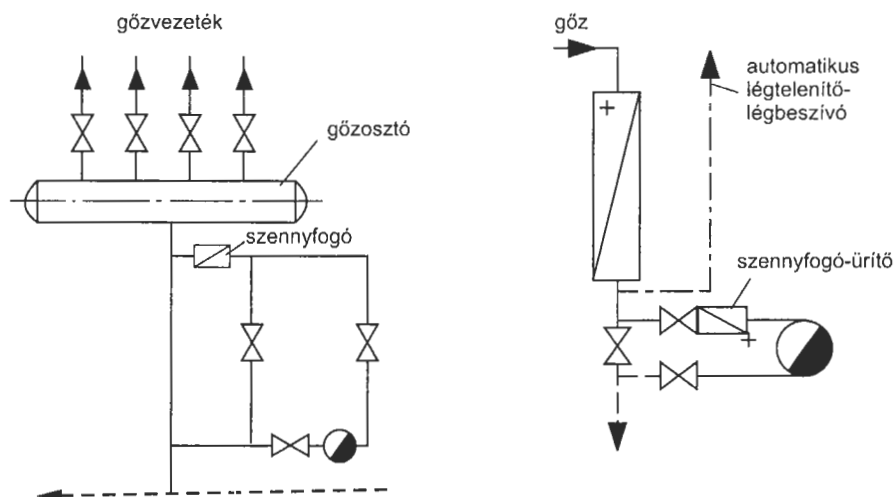 gőzvezeték
gőzosztó
szennyfogó
gőz
automatikus
légtelenítő-
légbeszívó
szennyfogó-ürítő